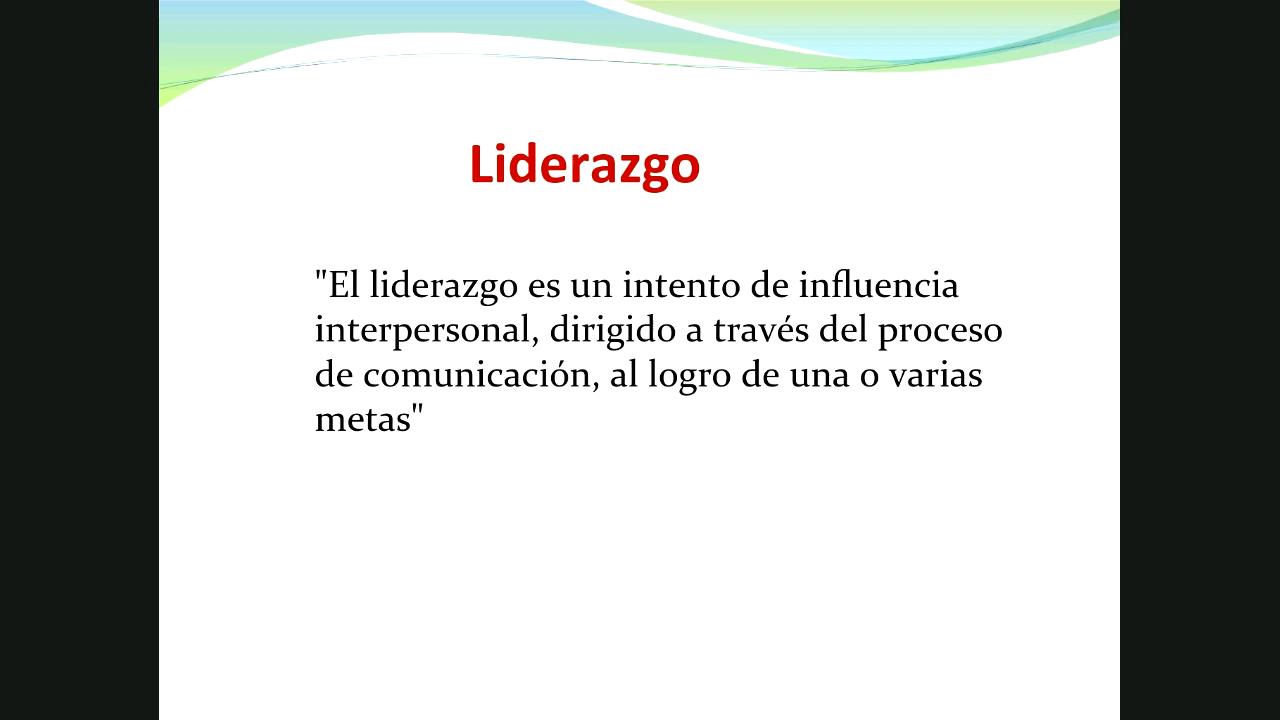 Liderazgo
"El liderazgo es un intento de influencia
interpersonal, dirigido a través del proceso
de comunicación, al logro de una o varias
metas"